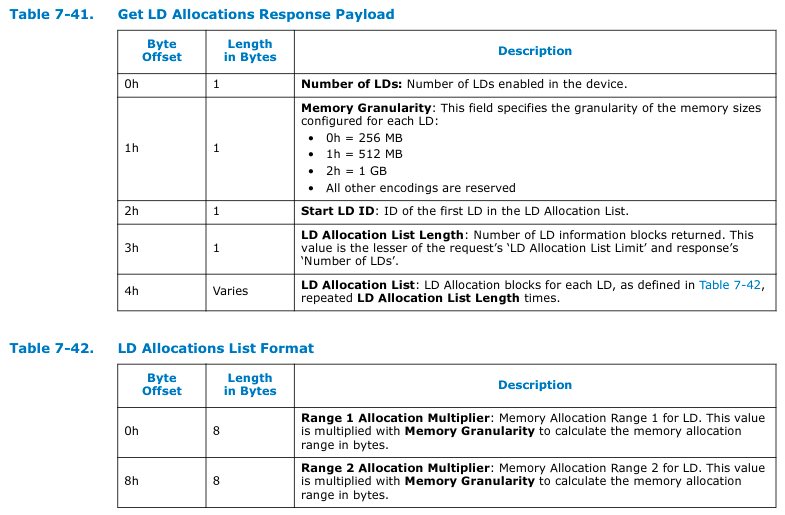 Table 7-41. Get LD Allocations Response Payload
Byte Offset Length in Bytes Description
0h 1 Number of LDs: Number of LDs enabled in the device.
1h 1 Memory Granularity: This field specifies the granularity of the memory sizes
configured for each LD:
• 0h = 256 MB
• 1h = 512 MB
• 2h = 1 GB
• All other encodings are reserved
2h 1 Start LD ID: ID of the first LD in the LD Allocation List.
3h 1 LD Allocation List Length: Number of LD information blocks returned. This
value is the lesser of the request’s ‘LD Allocation List Limit’ and response’s
‘Number of LDs’.
4h Varies LD Allocation List: LD Allocation blocks for each LD, as defined in Table 7-42,
repeated LD Allocation List Length times.
Table 7-42. LD Allocations List Format
Byte Offset Length in Bytes Description
0h 8 Range 1 Allocation Multiplier: Memory Allocation Range 1 for LD. This value
is multiplied with Memory Granularity to calculate the memory allocation
range in bytes.
8h 8 Range 2 Allocation Multiplier: Memory Allocation Range 2 for LD. This value
is multiplied with Memory Granularity to calculate the memory allocation
range in bytes.